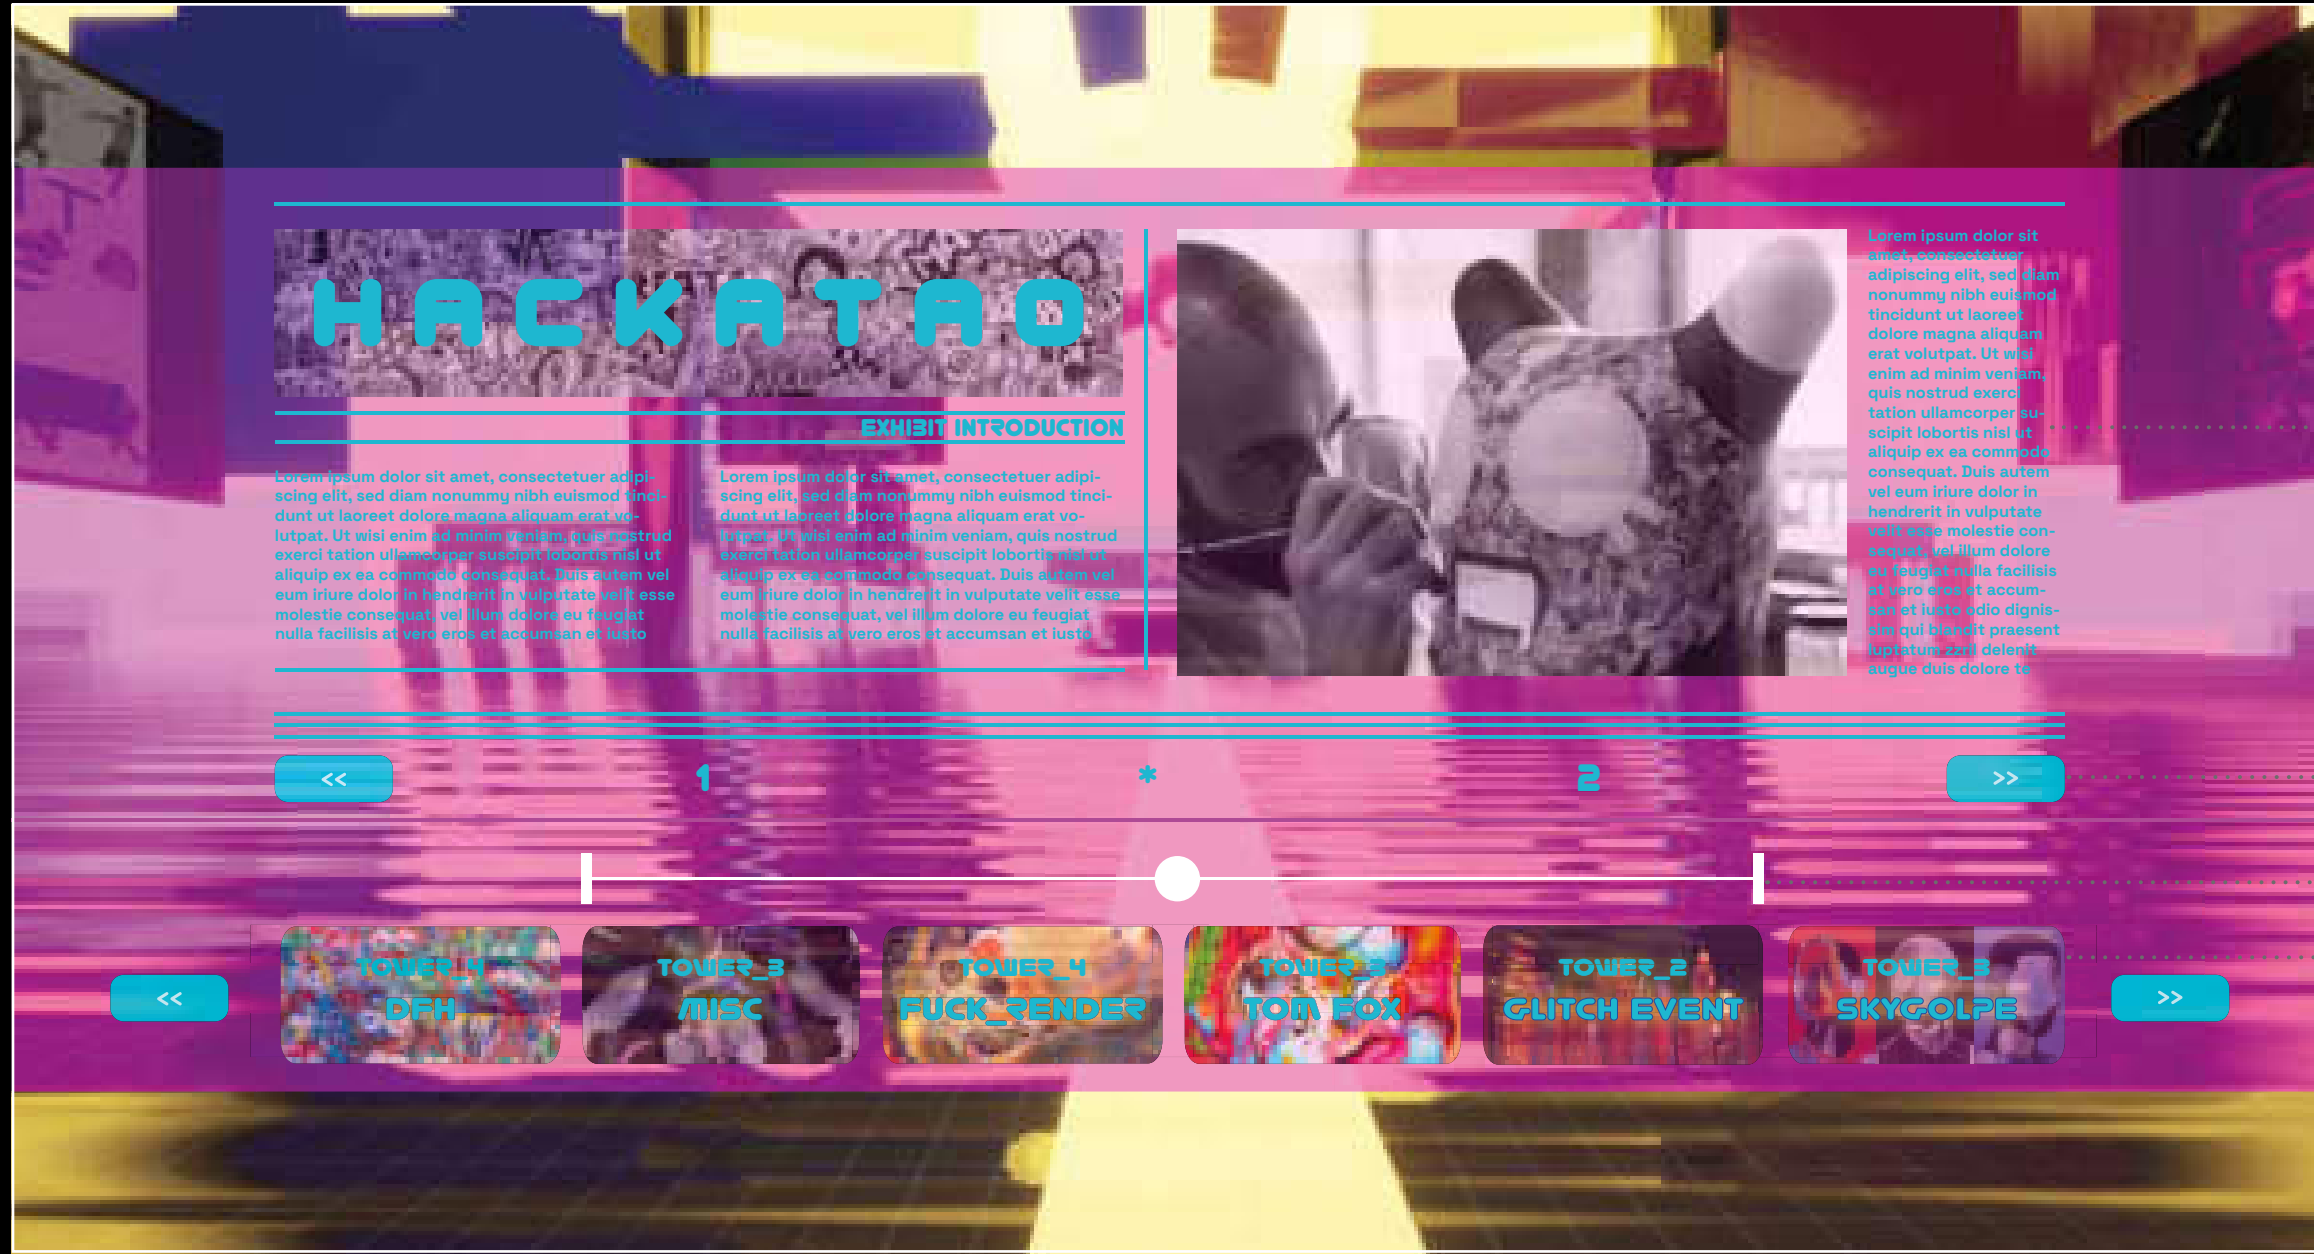 HACKATAO
EXHIBIT INTRODUCTION
Lorem ipsum dolor sit amet, consectetuer adipi-
scing elit, sed diam nonummy nibh euismod tinci-
dunt ut laoreet dolore magna aliquam erat vo-
lutpat. Ut wisi enim ad minim veniam, quis nostrud
exerci tation ullamcorper suscipit lobortis nisl ut
aliquip ex ea commodo consequat. Duis autem vel
eum iriure dolor in hendrerit in vulputate velit esse
molestie consequat, vel illum dolore eu feugiat
nulla facilisis at vero eros et accumsan et iusto
Lorem ipsum dolor sit amet, consectetuer adipi-
scing elit, sed diam nonummy nibh euismod tinci-
dunt ut laoreet dolore magna aliquam erat vo-
lutpat. Ut wisi enim ad minim veniam, quis nostrud
exerci tation ullamcorper suscipit lobortis nisl ut
aliquip ex ea commodo consequat. Duis autem vel
eum iriure dolor in hendrerit in vulputate velit esse
molestie consequat, vel illum dolore eu feugiat
nulla facilisis at vero eros et accumsan et iusto
Lorem ipsum dolor sit
amet, consectetuer
adipiscing elit, sed diam
nonummy nibh euismod
tincidunt ut laoreet
dolore magna aliquam
erat volutpat. Ut wisi
enim ad minim veniam,
quis nostrud exerci
tation ullamcorper su-
scipit lobortis nisl ut
aliquip ex ea commodo
consequat. Duis autem
vel eum iriure dolor in
hendrerit in vulputate
velit esse molestie con-
sequat, vel illum dolore
eu feugiat nulla facilisis
at vero eros et accum-
san et iusto odio dignis-
sim qui blandit praesent
luptatum zzril delenit
augue duis dolore te
<< 1 * 2 >>
<<
TOWER_4
DFH
TOWER_3
MISC
TOWER_4
FUCK_RENDER
TOWER_3
TOM FOX
TOWER_2
GLITCH EVENT
TOWER_3
SKYGOLPE
>>